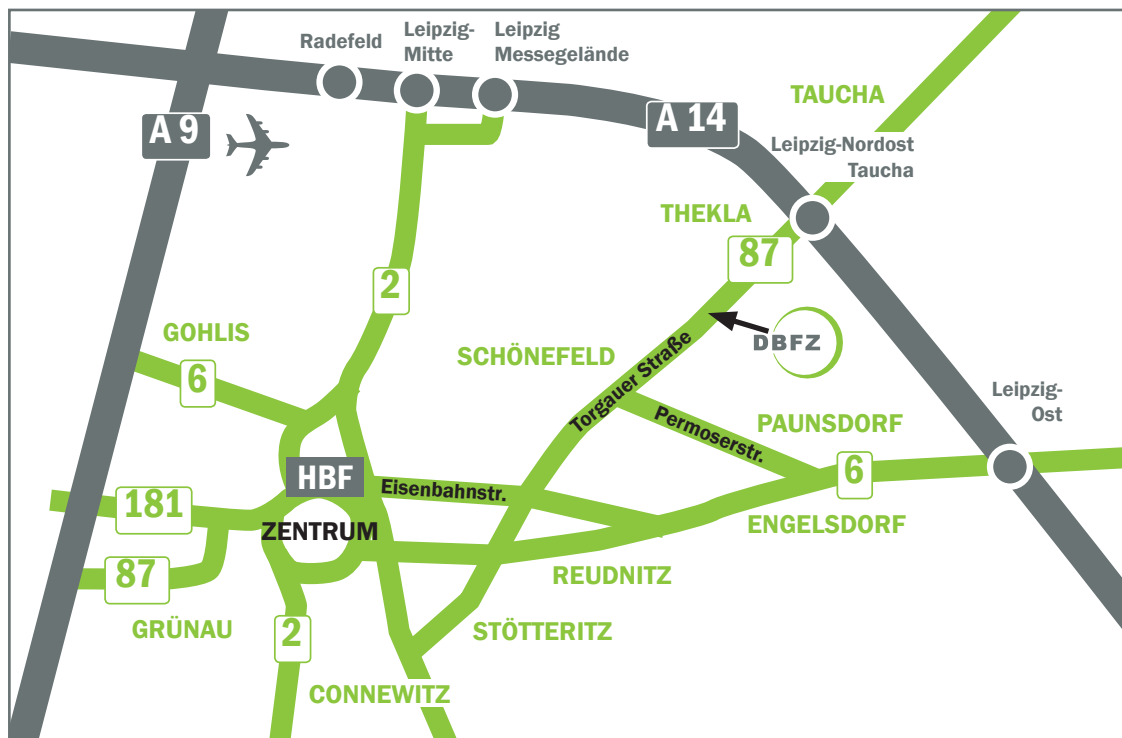 Radefeld
Leipzig-
Mitte
Leipzig
Messegelände
A 9
A 14
TAUCHA
Leipzig-Nordost
Taucha
THEKLA
87
2
GOHLIS
6
SCHÖNEFELD
Torgauer Straße
DBFZ
Permoserstr.
PAUNSDORF
Leipzig-
Ost
6
HBF
Eisenbahnstr.
181
ZENTRUM
ENGELSDORF
87
REUDNITZ
GRÜNAU
2
STÖTTERITZ
CONNEWITZ